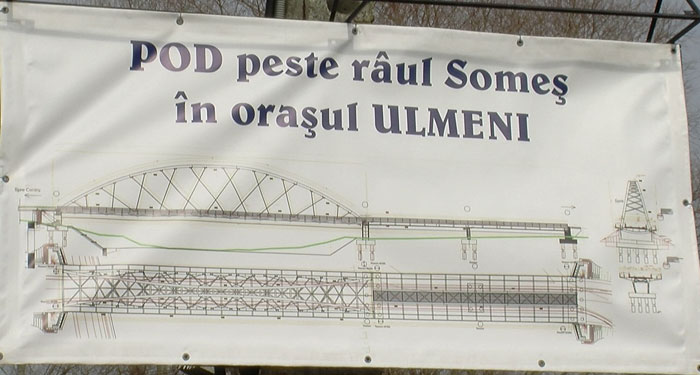 POD peste râul Someş
în oraşul ULMENI